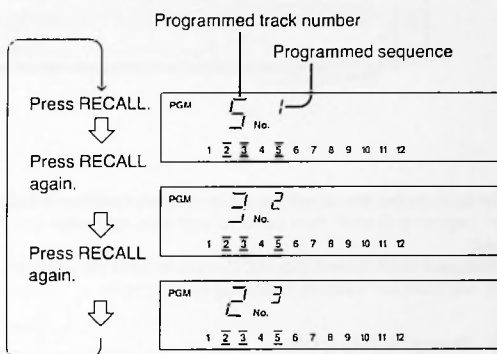 Programmed track number
Programmed sequence
Press RECALL.
PGM 5 No. 1
1 2 3 4 5 6 7 8 9 10 11 12
Press RECALL
again.
PGM 3 No. 2
1 2 3 4 5 6 7 8 9 10 11 12
Press RECALL
again.
PGM 2 No. 3
1 2 3 4 5 6 7 8 9 10 11 12